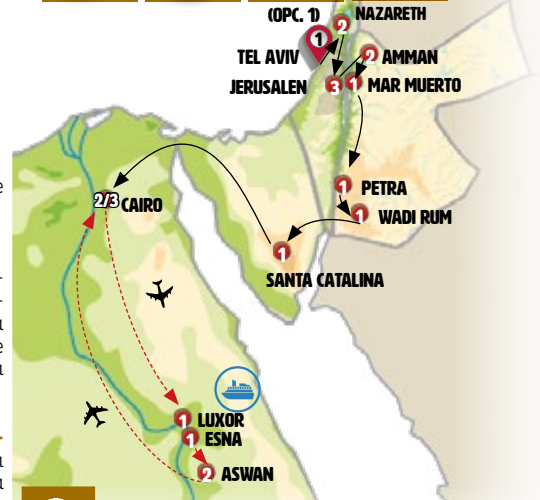 (OPC. 1)
2 NAZARETH
1
TEL AVIV
2 AMMAN
JERUSALEN 3
1 MAR MUERTO
1 PETRA
1 WADI RUM
2/3 CAIRO
1
SANTA CATALINA
1 LUXOR
1 ESNA
2 ASWAN